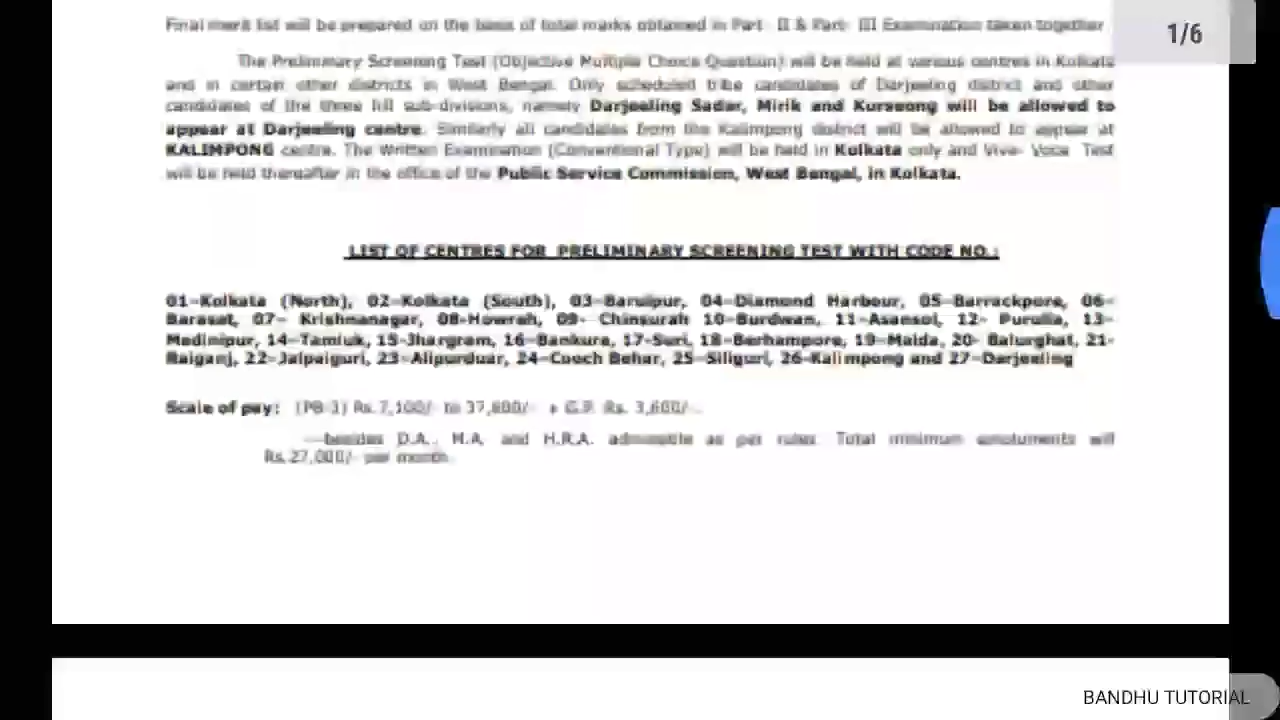 Final merit list will be prepared on the basis of total marks obtained in Part- II & Part- III Examination taken together.
1/6
The Preliminary Screening Test (Objective Multiple Choice Question) will be held at various centres in Kolkata
and in certain other districts in West Bengal. Only scheduled tribe candidates of Darjeeling district and other
candidates of the three hill sub-divisions, namely Darjeeling Sadar, Mirik and Kurseong will be allowed to
appear at Darjeeling centre. Similarly all candidates from the Kalimpong district will be allowed to appear at
KALIMPONG centre. The Written Examination (Conventional Type) will be held in Kolkata only and Viva- Voce Test
will be held thereafter in the office of the Public Service Commission, West Bengal, in Kolkata.
LIST OF CENTRES FOR PRELIMINARY SCREENING TEST WITH CODE NO.:
01-Kolkata (North), 02-Kolkata (South), 03-Baruipur, 04-Diamond Harbour, 05-Barrackpore, 06-
Barasat, 07- Krishnanagar, 08-Howrah, 09- Chinsurah 10-Burdwan, 11-Asansol, 12- Purulia, 13-
Medinipur, 14-Tamluk, 15-Jhargram, 16-Bankura, 17-Suri, 18-Berhampore, 19-Malda, 20- Balurghat, 21-
Raiganj, 22-Jalpaiguri, 23-Alipurduar, 24-Cooch Behar, 25-Siliguri, 26-Kalimpong and 27-Darjeeling
Scale of pay: (PB-3) Rs.7,100/- to 37,600/- + G.P. Rs. 3,600/-.
---besides D.A., M.A. and H.R.A. admissible as per rules. Total minimum emoluments will
Rs.27,000/- per month.
BANDHU TUTORIAL